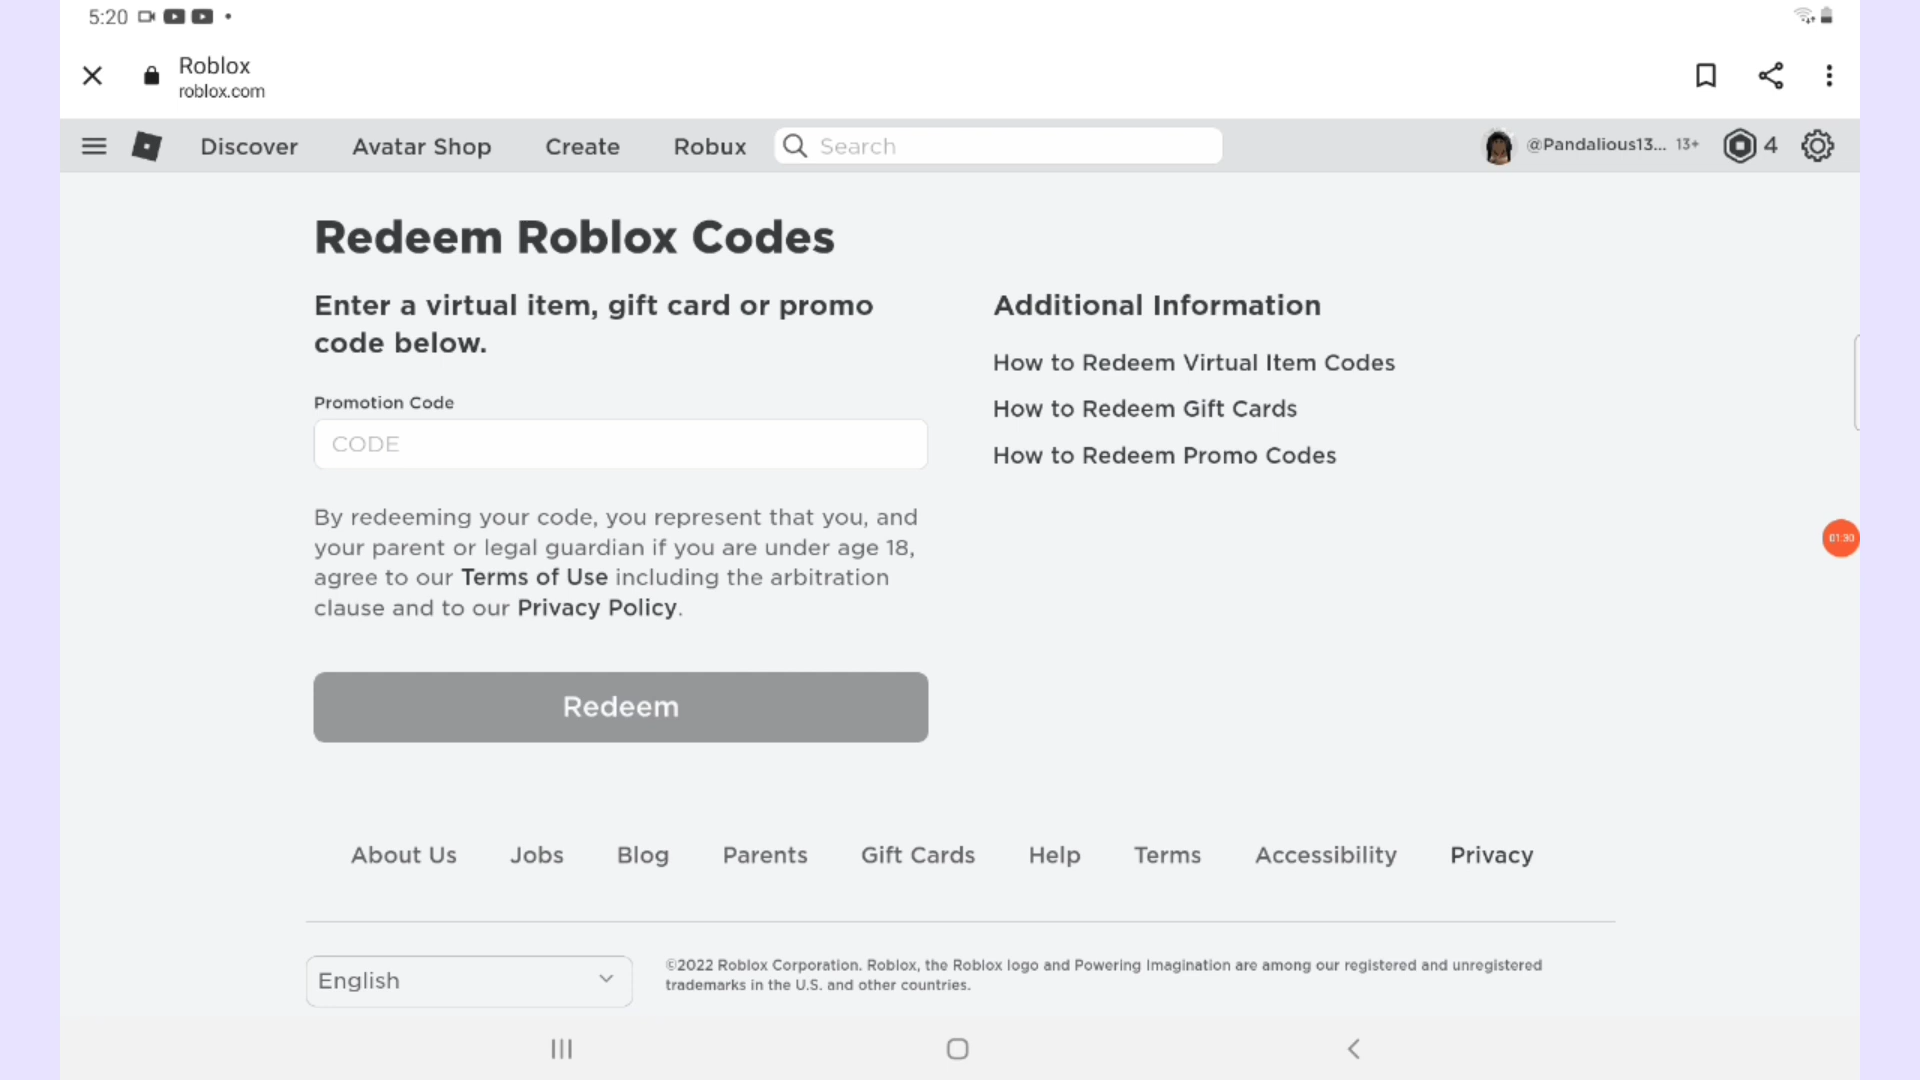 5:20
Roblox
roblox.com
Discover Avatar Shop Create Robux Search @Pandalious13... 13+ 4
Redeem Roblox Codes
Enter a virtual item, gift card or promo
code below.
Promotion Code
CODE
By redeeming your code, you represent that you, and
your parent or legal guardian if you are under age 18,
agree to our Terms of Use including the arbitration
clause and to our Privacy Policy.
Redeem
Additional Information
How to Redeem Virtual Item Codes
How to Redeem Gift Cards
How to Redeem Promo Codes
01:30
About Us Jobs Blog Parents Gift Cards Help Terms Accessibility Privacy
English
©2022 Roblox Corporation. Roblox, the Roblox logo and Powering Imagination are among our registered and unregistered
trademarks in the U.S. and other countries.